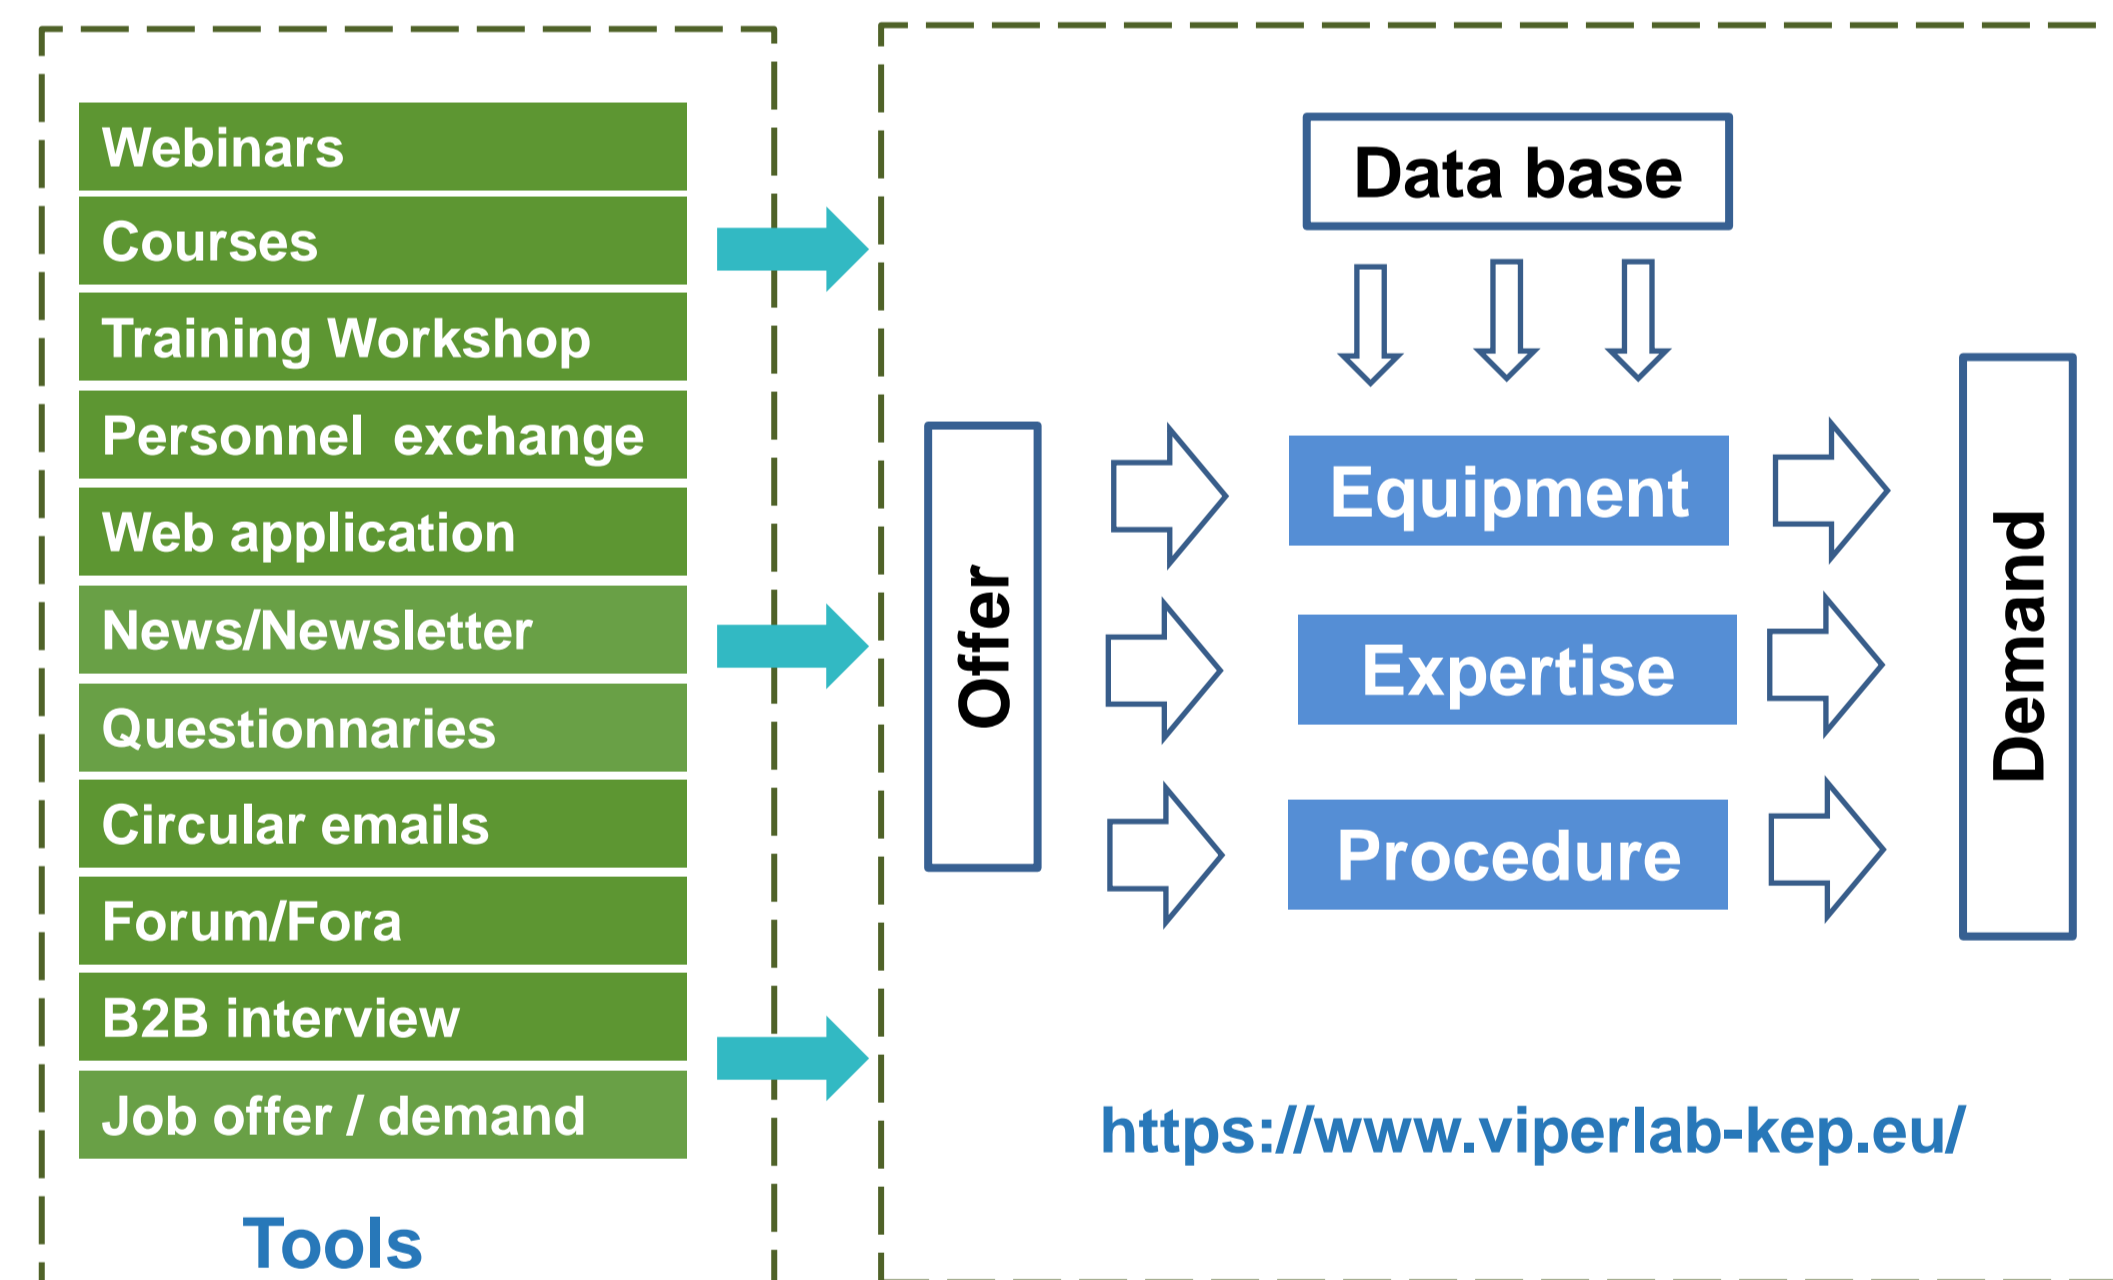 Webinars
Courses
Training Workshop
Personnel  exchange
Web application
News/Newsletter
Questionnaries
Circular emails
Forum/Fora
B2B interview
Job offer / demand
Tools
Data base
Offer
Equipment
Expertise
Procedure
Demand
https://www.viperlab-kep.eu/